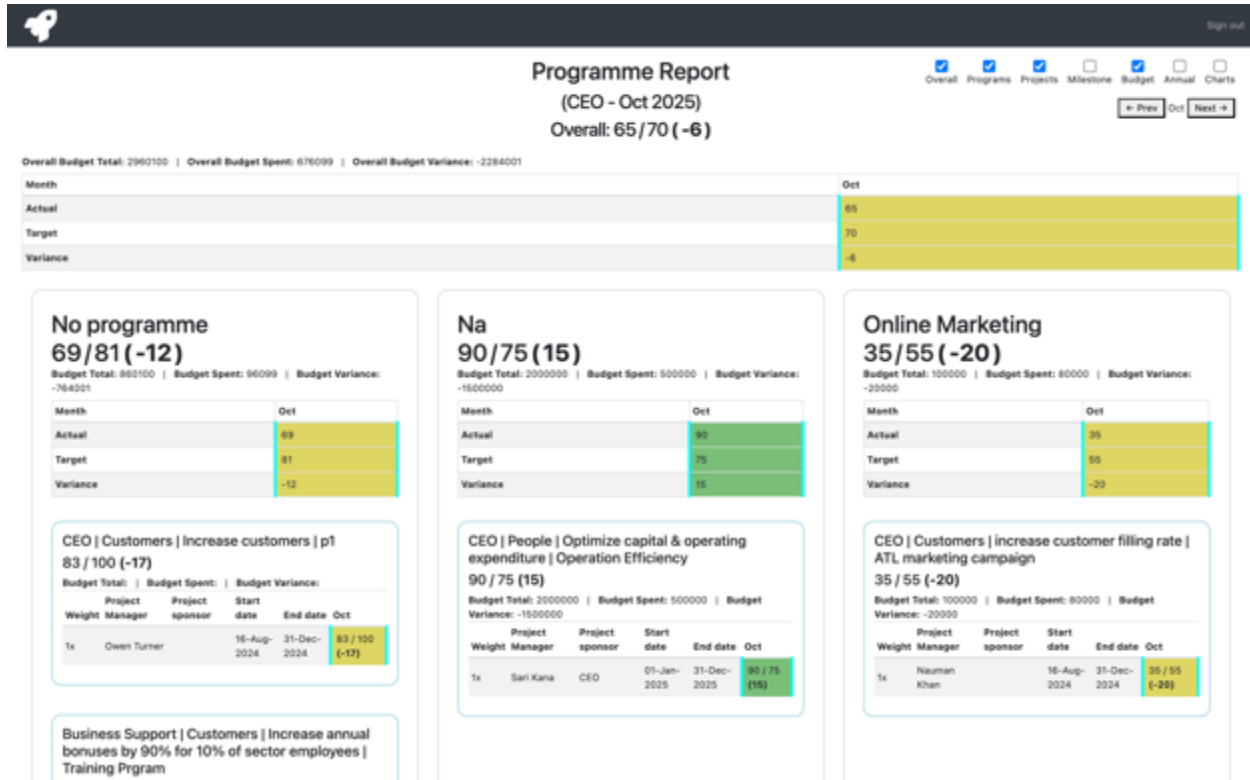 Sign out
Programme Report
(CEO - Oct 2025)
Overall: 65/70 (-6)
Overall Programs Projects Milestone Budget Annual Charts
← Prev Oct Next →
Overall Budget Total: 2960100 | Overall Budget Spent: 676099 | Overall Budget Variance: -2284001
Month Oct
Actual 65
Target 70
Variance -6
No programme
69/81 (-12)
Budget Total: 860100 | Budget Spent: 96099 | Budget Variance:
-764001
Month Oct
Actual 69
Target 81
Variance -12
CEO | Customers | Increase customers | p1
83 / 100 (-17)
Budget Total: | Budget Spent: | Budget Variance:
Weight Project Manager Project sponsor Start date End date Oct
1x Owen Turner 16-Aug-2024 31-Dec-2024 83 / 100 (-17)
Business Support | Customers | Increase annual
bonuses by 90% for 10% of sector employees |
Training Prgram
Na
90/75 (15)
Budget Total: 2000000 | Budget Spent: 500000 | Budget Variance:
-1500000
Month Oct
Actual 90
Target 75
Variance 15
CEO | People | Optimize capital & operating
expenditure | Operation Efficiency
90 / 75 (15)
Budget Total: 2000000 | Budget Spent: 500000 | Budget
Variance: -1500000
Weight Project Manager Project sponsor Start date End date Oct
1x Sari Kana CEO 01-Jan-2025 31-Dec-2025 90 / 75 (15)
Online Marketing
35/55 (-20)
Budget Total: 100000 | Budget Spent: 80000 | Budget Variance:
-20000
Month Oct
Actual 35
Target 55
Variance -20
CEO | Customers | increase customer filling rate |
ATL marketing campaign
35 / 55 (-20)
Budget Total: 100000 | Budget Spent: 80000 | Budget
Variance: -20000
Weight Project Manager Project sponsor Start date End date Oct
1x Nauman Khan 16-Aug-2024 31-Dec-2024 35 / 55 (-20)